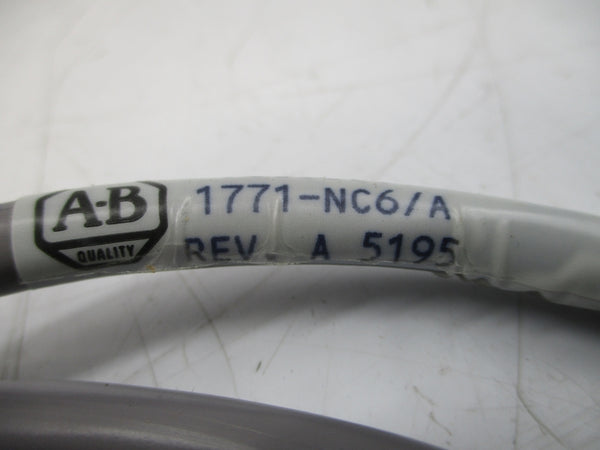 A-B
QUALITY
1771-NC6/A
REV A 5195